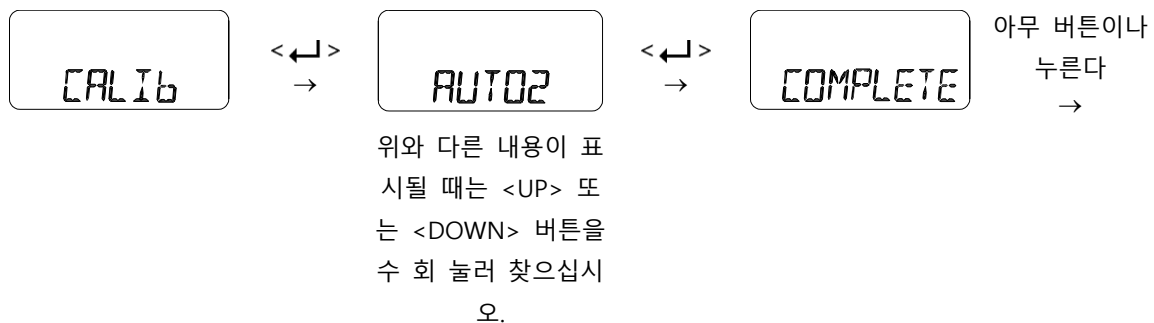 CALIb
<↵>
→
AUTO2
<↵>
→
COMPLETE
아무 버튼이나
누른다
→
위와 다른 내용이 표
시될 때는 <UP> 또
는 <DOWN> 버튼을
수 회 눌러 찾으십시
오.